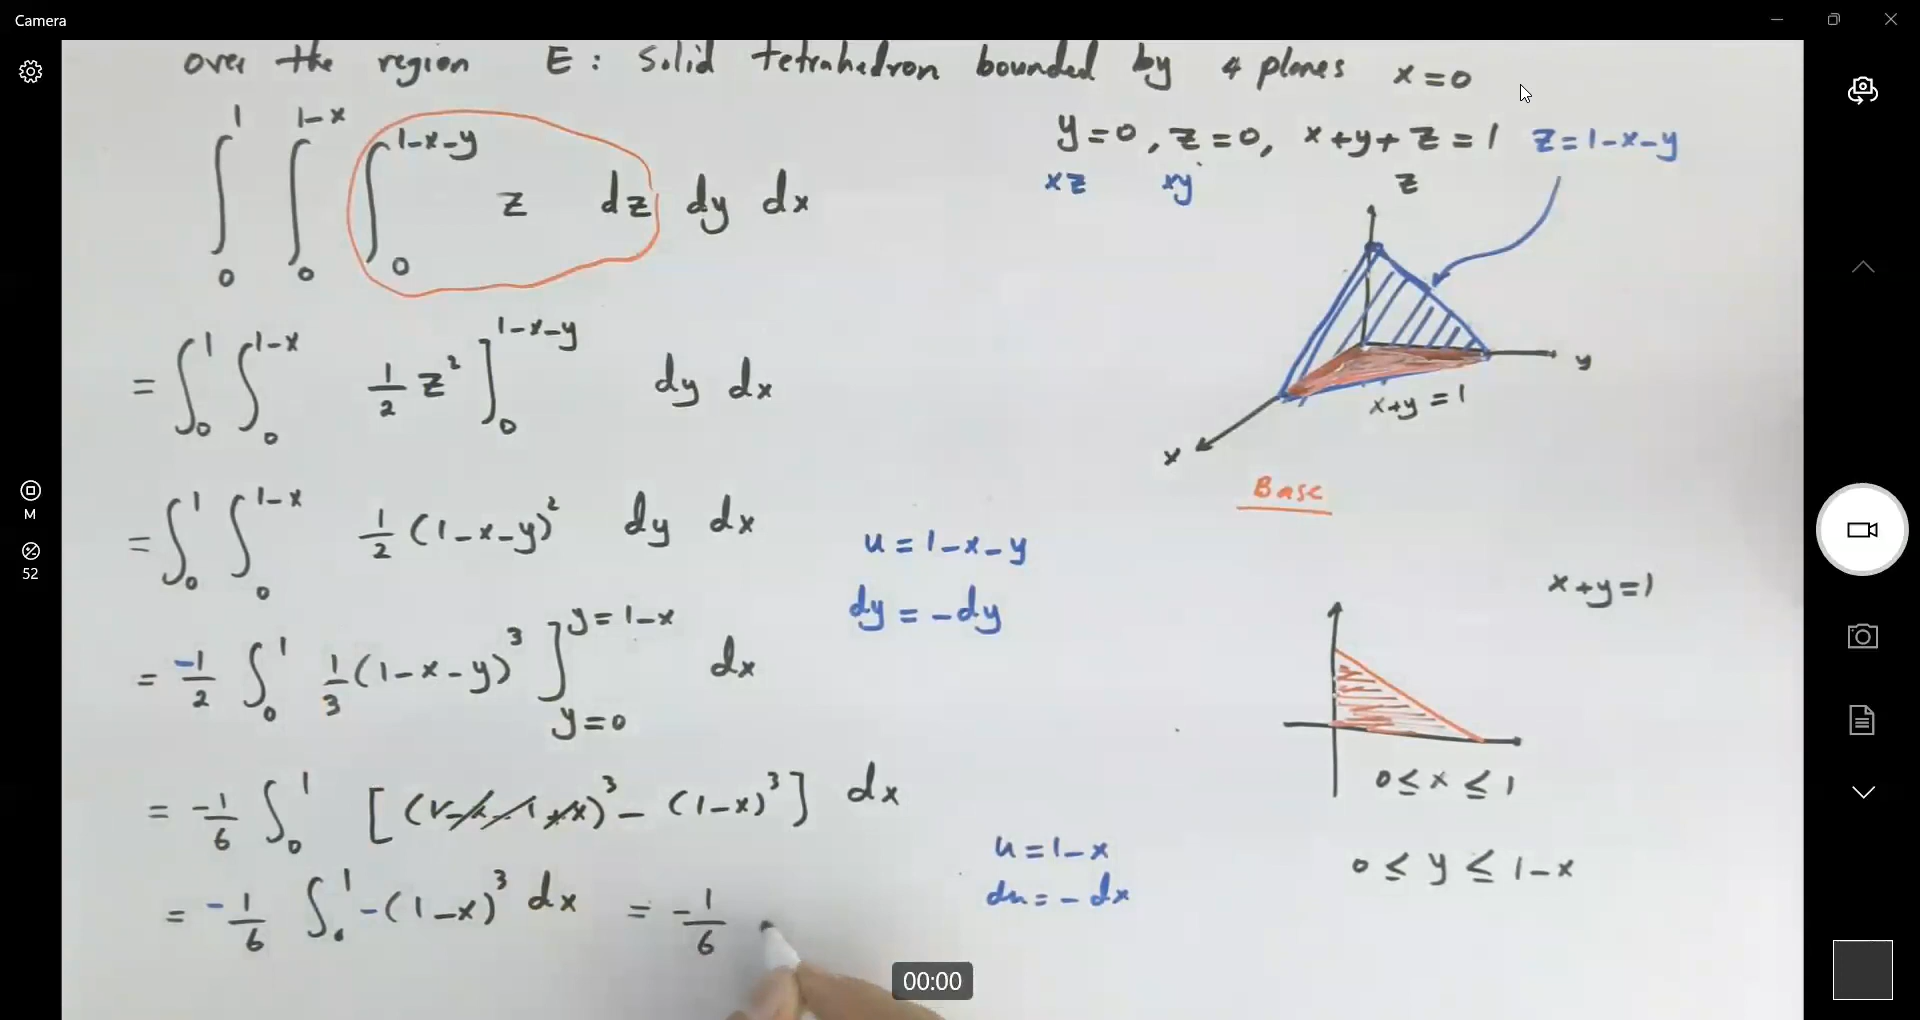 Camera
over the region E : Solid tetrahedron bounded by 4 planes x = 0
y = 0 , z = 0, x + y + z = 1 z = 1 - x - y
xz xy
∫₀¹ ∫₀^{1-x} ∫₀^{1-x-y} z dz dy dx
z
y
x
x+y = 1
= ∫₀¹ ∫₀^{1-x} 1/2 z² ]₀^{1-x-y} dy dx
Base
= ∫₀¹ ∫₀^{1-x} 1/2 (1-x-y)² dy dx
u = 1-x-y
dy = -dy
x+y=1
= -1/2 ∫₀¹ 1/3 (1-x-y)³ ]_{y=0}^{y=1-x} dx
0 ≤ x ≤ 1
0 ≤ y ≤ 1-x
= -1/6 ∫₀¹ [(1-x-1+x)³ - (1-x)³] dx
u = 1-x
du = - dx
= -1/6 ∫₀¹ -(1-x)³ dx = -1/6
M
52
00:00